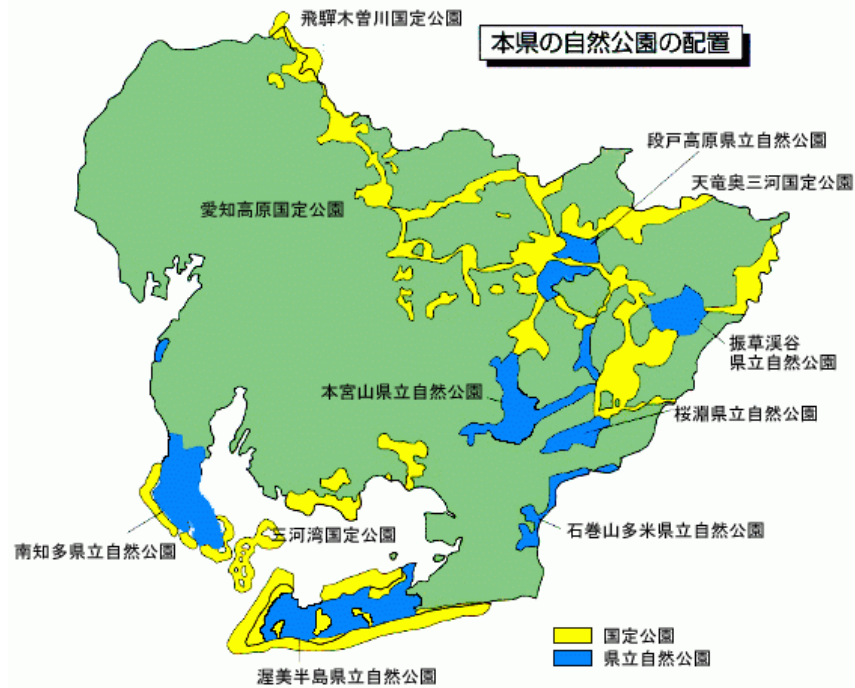 飛驒木曽川国定公園
本県の自然公園の配置
段戸高原県立自然公園
天竜奥三河国定公園
愛知高原国定公園
振草渓谷
県立自然公園
本宮山県立自然公園
桜淵県立自然公園
石巻山多米県立自然公園
三河湾国定公園
南知多県立自然公園
国定公園
県立自然公園
渥美半島県立自然公園